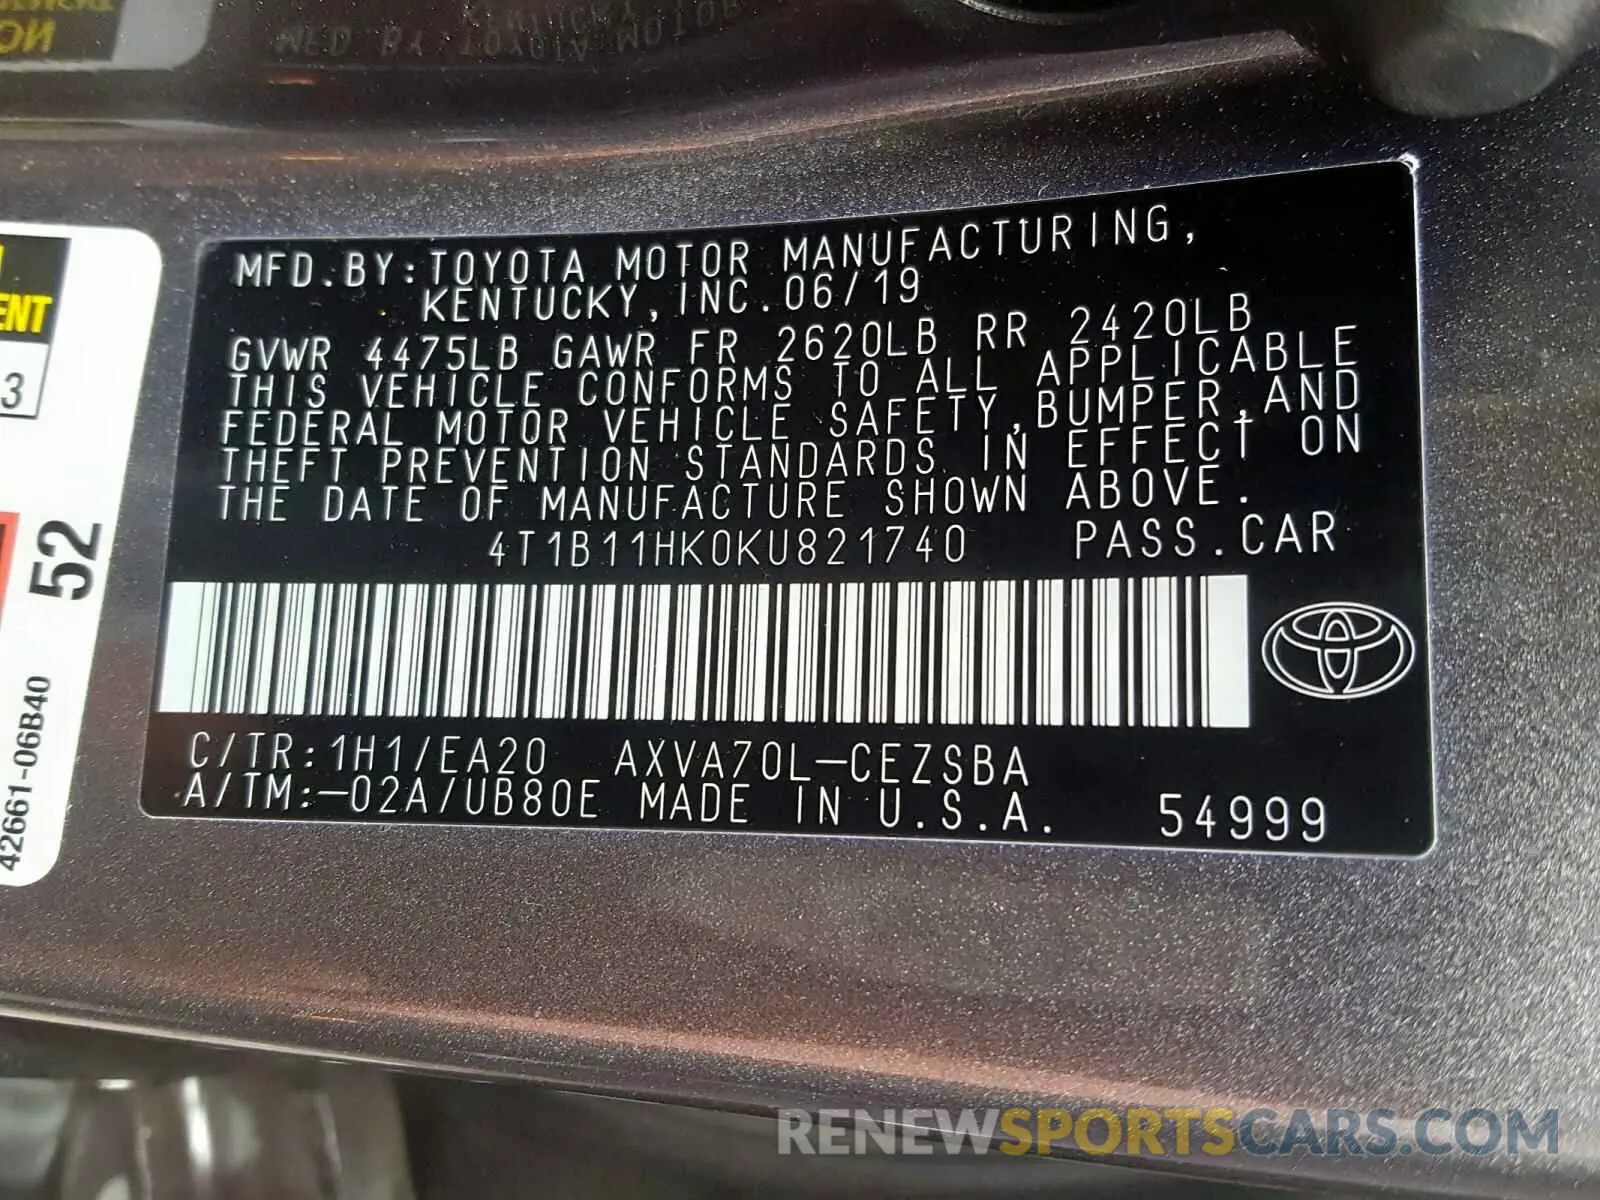 MFD.BY:TOYOTA MOTOR MANUFACTURING,
KENTUCKY, INC. 06/19
GVWR 4475LB GAWR FR 2620LB RR 2420LB
THIS VEHICLE CONFORMS TO ALL APPLICABLE
FEDERAL MOTOR VEHICLE SAFETY, BUMPER, AND
THEFT PREVENTION STANDARDS IN EFFECT ON
THE DATE OF MANUFACTURE SHOWN ABOVE.
4T1B11HK0KU821740 PASS.CAR
C/TR:1H1/EA20 AXVA70L-CEZSBA
A/TM:-02A/UB80E MADE IN U.S.A. 54999
3
52
42661-06B40
RENEWSPORTSCARS.COM